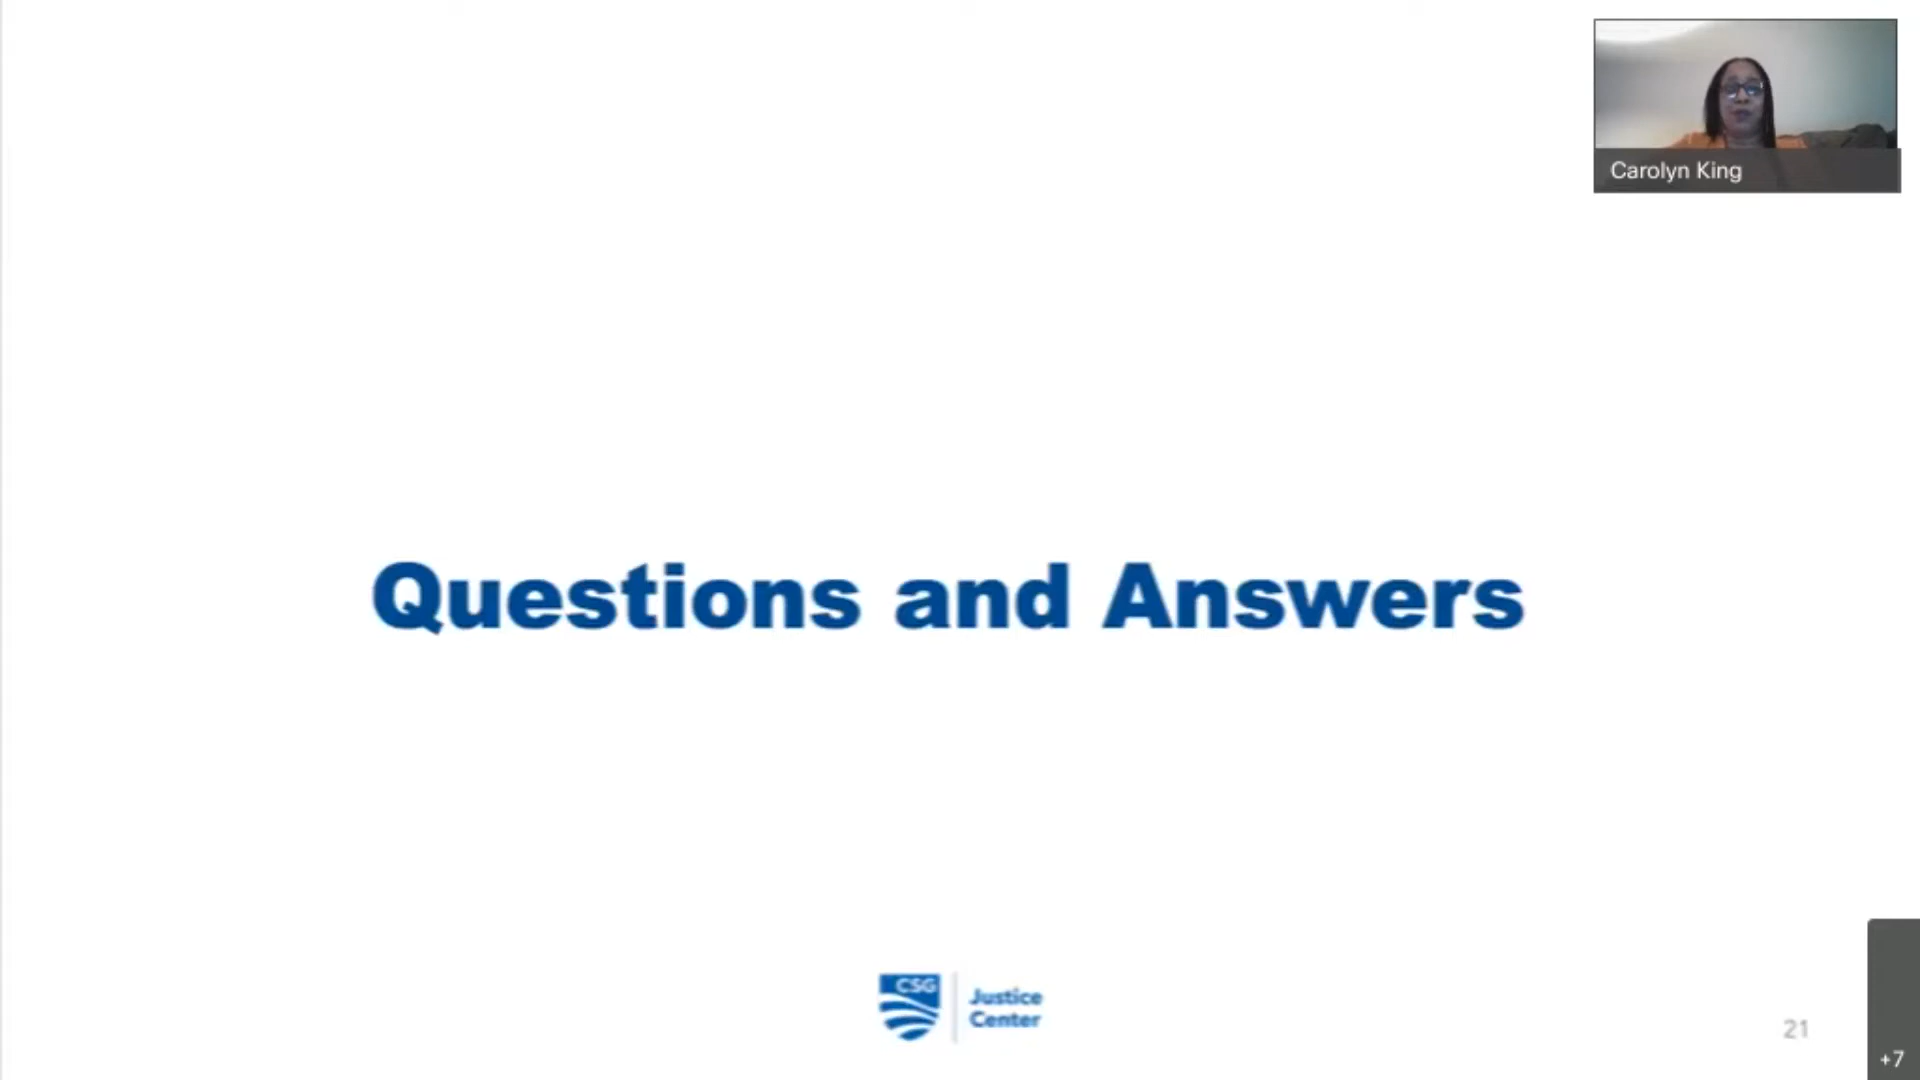 Carolyn King
Questions and Answers
CSG
Justice
Center
21
+7